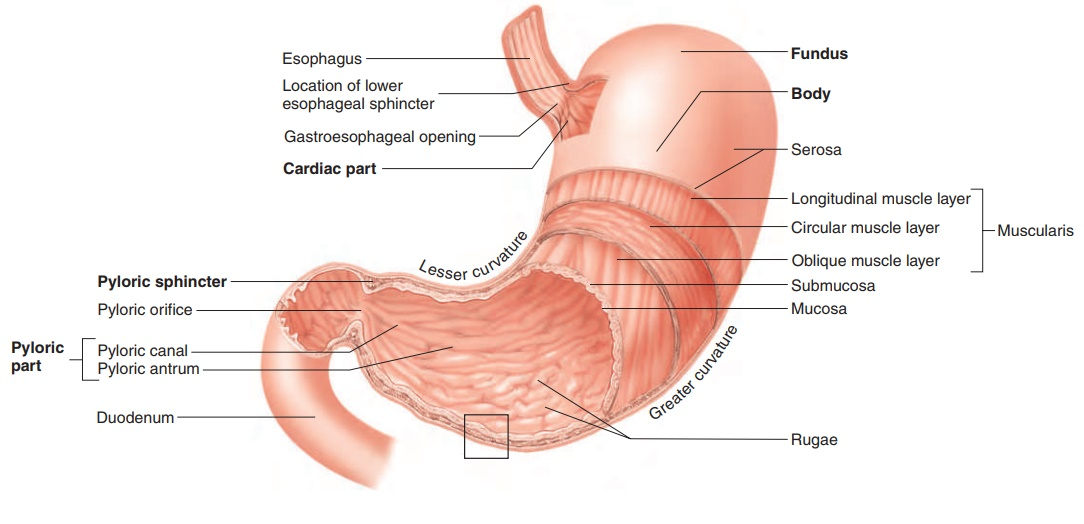 Esophagus
Location of lower
esophageal sphincter
Gastroesophageal opening
Cardiac part
Fundus
Body
Serosa
Longitudinal muscle layer
Circular muscle layer
Muscularis
Oblique muscle layer
Submucosa
Mucosa
Lesser curvature
Greater curvature
Rugae
Pyloric sphincter
Pyloric orifice
Pyloric
part
Pyloric canal
Pyloric antrum
Duodenum